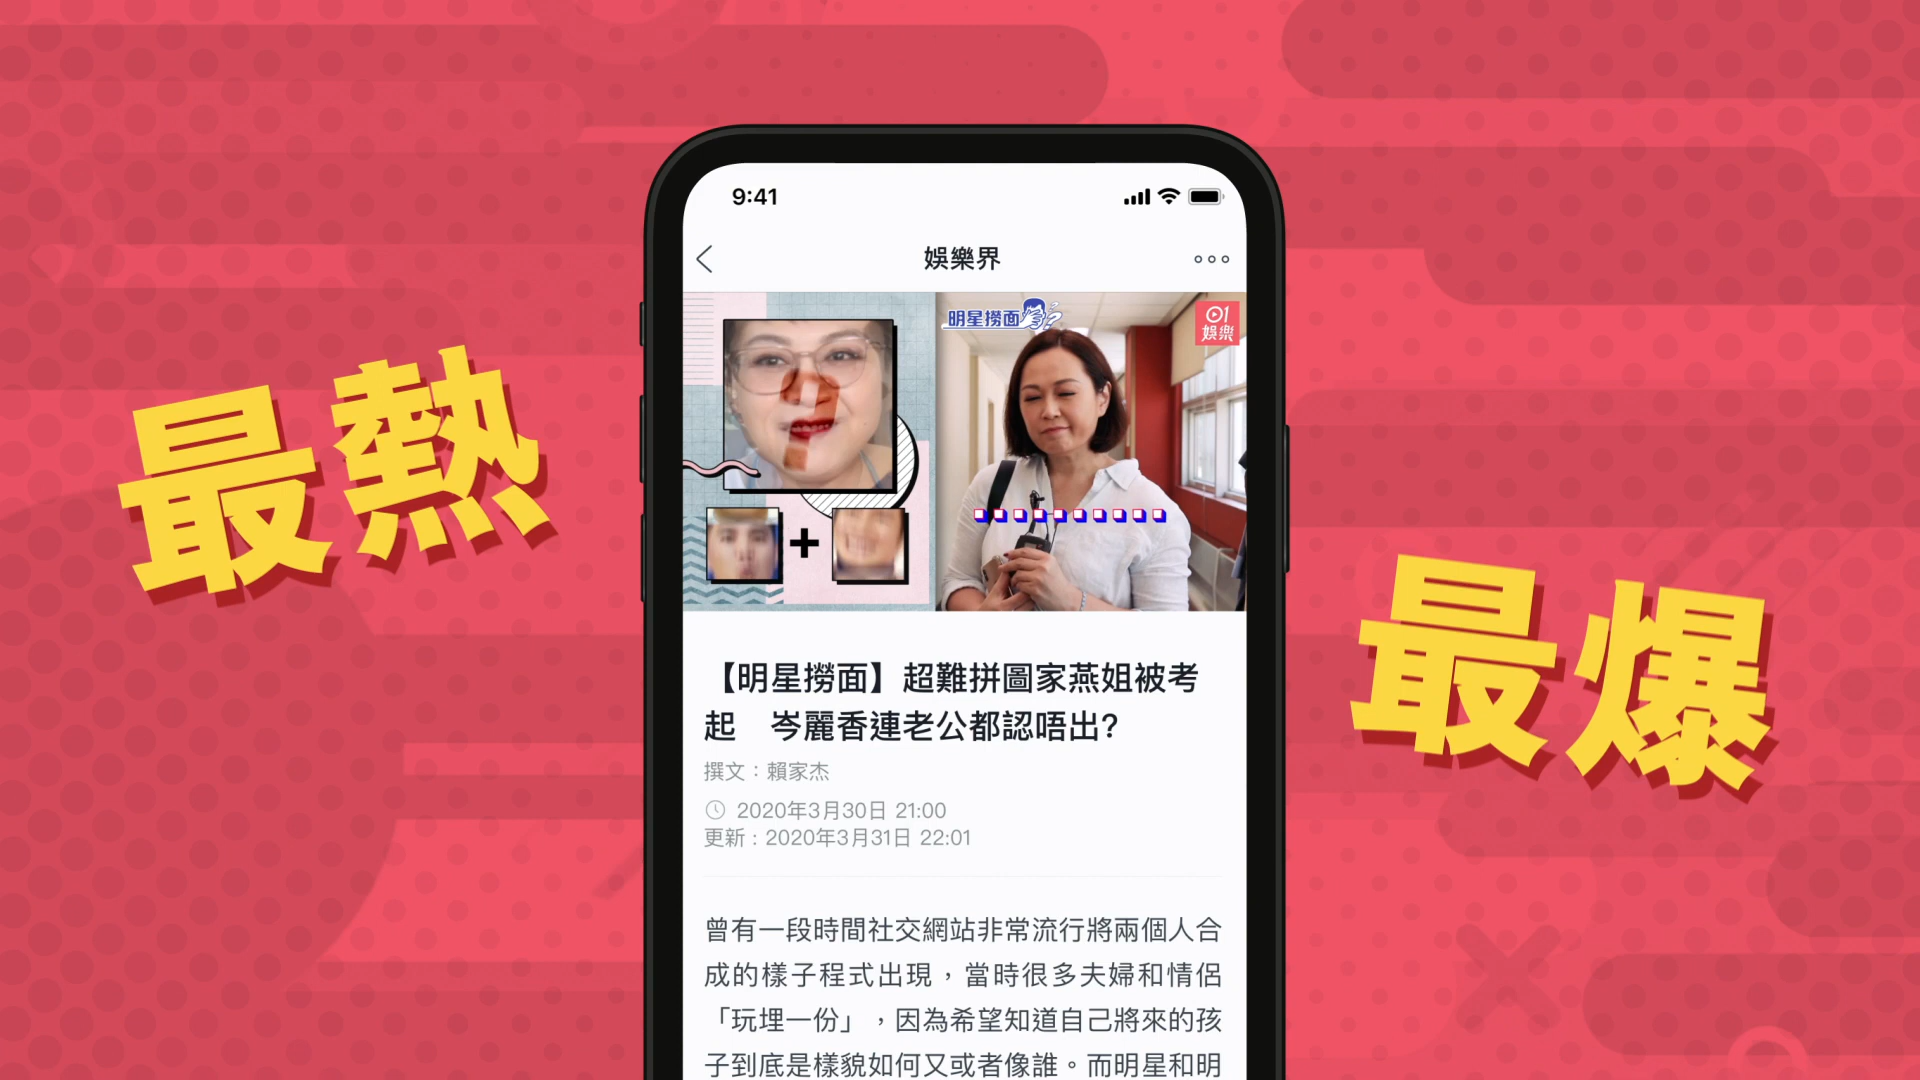 最熱
最爆
9:41
娛樂界
明星撈面
?
01
娛樂
+
【明星撈面】超難拼圖家燕姐被考
起　岑麗香連老公都認唔出?
撰文：賴家杰
2020年3月30日 21:00
更新：2020年3月31日 22:01
曾有一段時間社交網站非常流行將兩個人合
成的樣子程式出現，當時很多夫婦和情侶
「玩埋一份」，因為希望知道自己將來的孩
子到底是樣貌如何又或者像誰。而明星和明